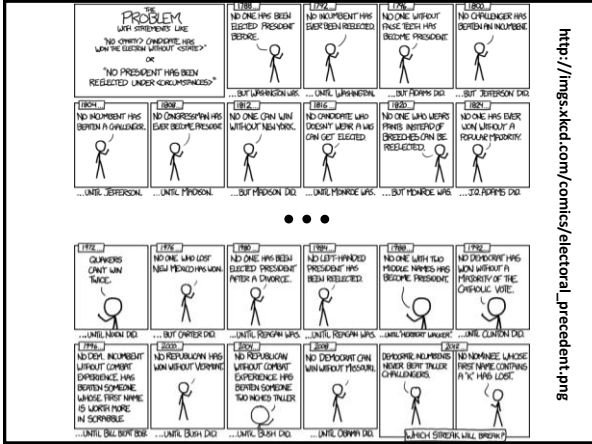 THE
PROBLEM
WITH STATEMENTS LIKE
"NO <PARTY> CANDIDATE HAS
WON THE ELECTION WITHOUT <STATE>"
OR
"NO PRESIDENT HAS BEEN
REELECTED UNDER <CIRCUMSTANCES>"
1788...
NO ONE HAS BEEN
ELECTED PRESIDENT
BEFORE.
...BUT WASHINGTON WAS.
1792...
NO INCUMBENT HAS
EVER BEEN REELECTED.
...UNTIL WASHINGTON.
1796...
NO ONE WITHOUT
FALSE TEETH HAS
BECOME PRESIDENT.
...BUT ADAMS DID.
1800...
NO CHALLENGER HAS
BEATEN AN INCUMBENT.
...BUT JEFFERSON DID.
1804...
NO INCUMBENT HAS
BEATEN A CHALLENGER.
...UNTIL JEFFERSON.
1808...
NO CONGRESSMAN HAS
EVER BECOME PRESIDENT.
...UNTIL MADISON.
1812...
NO ONE CAN WIN
WITHOUT NEW YORK.
...BUT MADISON DID.
1816...
NO CANDIDATE WHO
DOESN'T WEAR A WIG
CAN GET ELECTED.
...UNTIL MONROE WAS.
1820...
NO ONE WHO WEARS
PANTS INSTEAD OF
BREECHES CAN BE
REELECTED.
...BUT MONROE WAS.
1824...
NO ONE HAS EVER
WON WITHOUT A
POPULAR MAJORITY.
...J.Q. ADAMS DID.
• • •
1972...
QUAKERS
CAN'T WIN
TWICE.
...UNTIL NIXON DID.
1976...
NO ONE WHO LOST
NEW MEXICO HAS WON.
...BUT CARTER DID.
1980...
NO ONE HAS BEEN
ELECTED PRESIDENT
AFTER A DIVORCE.
...UNTIL REAGAN WAS.
1984...
NO LEFT-HANDED
PRESIDENT HAS
BEEN REELECTED.
...UNTIL REAGAN WAS.
1988...
NO ONE WITH TWO
MIDDLE NAMES HAS
BECOME PRESIDENT.
...UNTIL "HERBERT WALKER".
1992...
NO DEMOCRAT HAS
WON WITHOUT A
MAJORITY OF THE
CATHOLIC VOTE.
...UNTIL CLINTON DID.
1996...
NO DEM. INCUMBENT
WITHOUT COMBAT
EXPERIENCE HAS
BEATEN SOMEONE
WHOSE FIRST NAME
IS WORTH MORE
IN SCRABBLE.
...UNTIL BILL BEAT BOB.
2000...
NO REPUBLICAN HAS
WON WITHOUT VERMONT.
...UNTIL BUSH DID.
2004...
NO REPUBLICAN
WITHOUT COMBAT
EXPERIENCE HAS
BEATEN SOMEONE
TWO INCHES TALLER
...UNTIL BUSH DID.
2008...
NO DEMOCRAT CAN
WIN WITHOUT MISSOURI.
...UNTIL OBAMA DID.
2012...
DEMOCRATIC INCUMBENTS
NEVER BEAT TALLER
CHALLENGERS.
NO NOMINEE WHOSE
FIRST NAME CONTAINS
A "K" HAS LOST.
WHICH STREAK WILL BREAK?
http://imgs.xkcd.com/comics/electoral_precedent.png